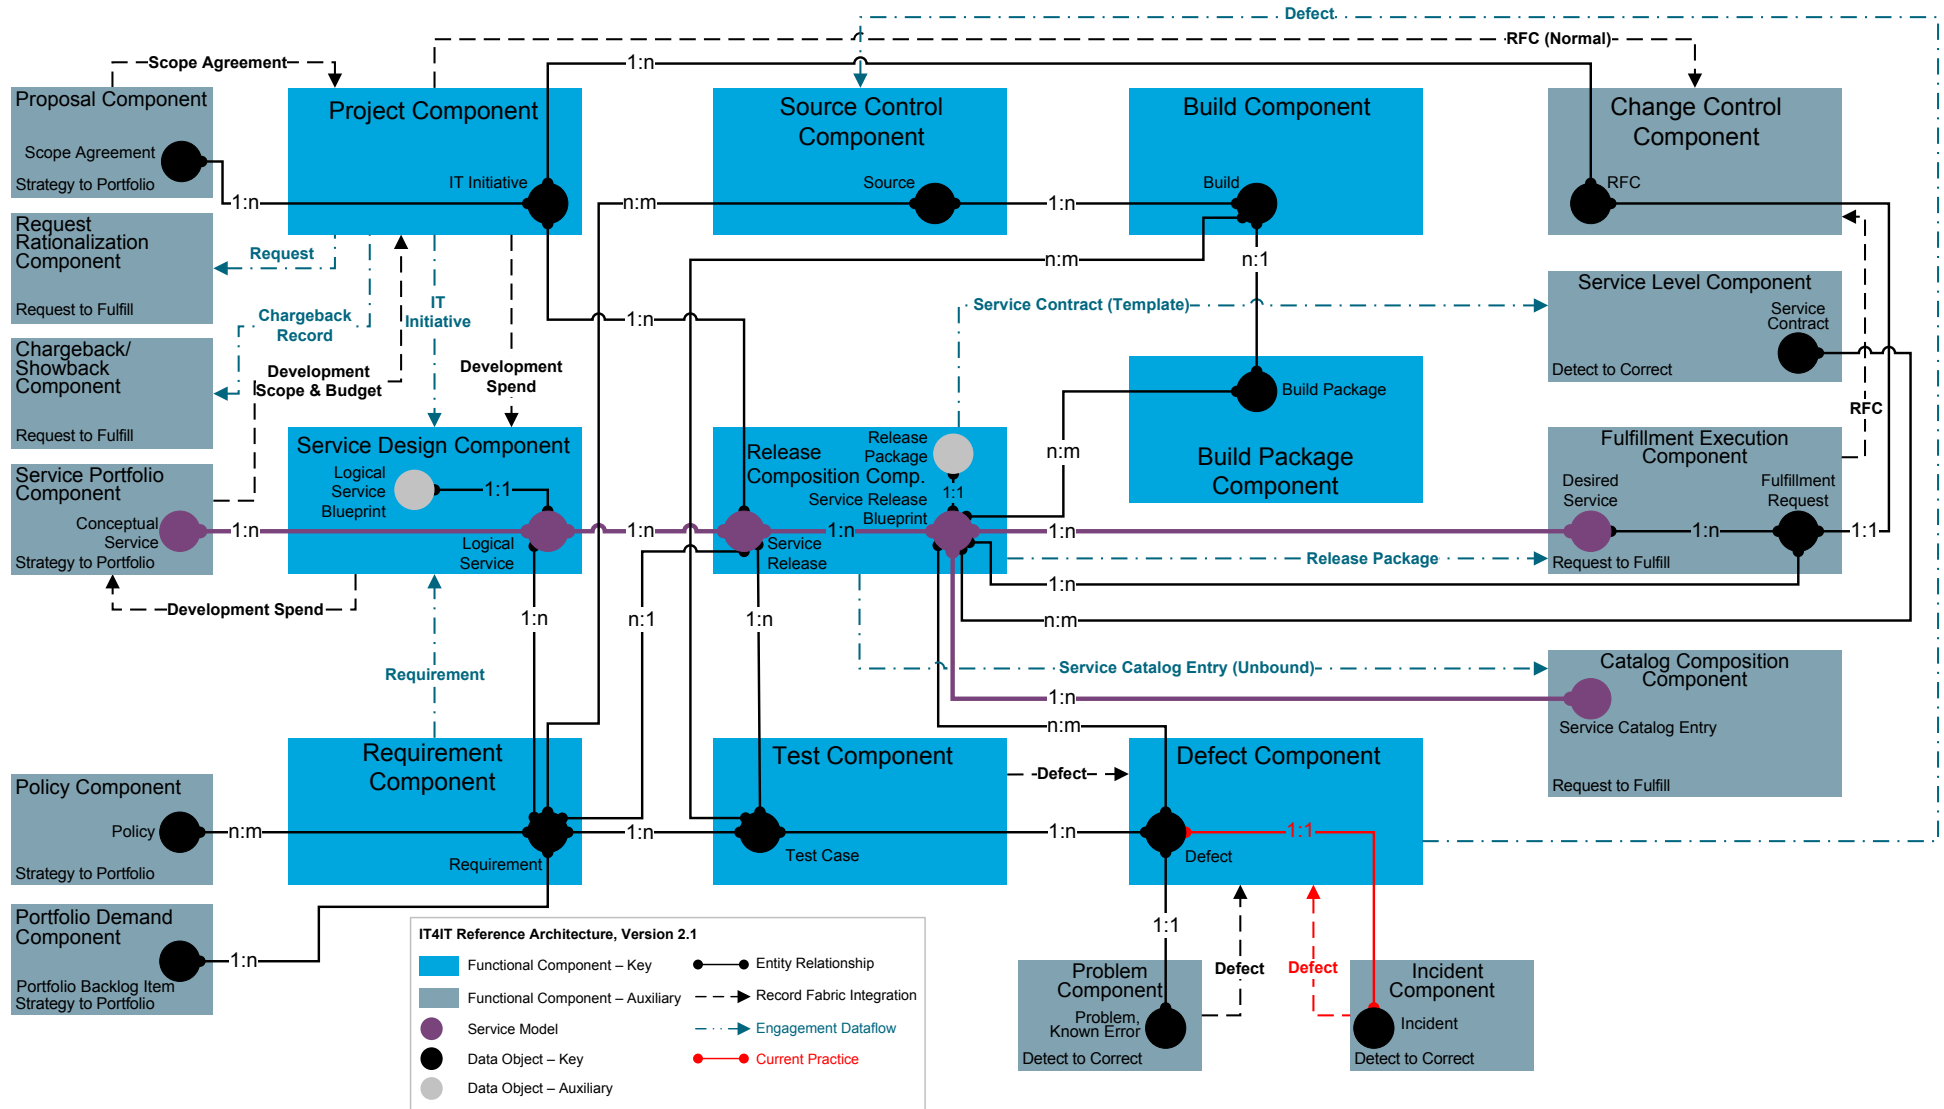 Defect
RFC (Normal)
Scope Agreement
1:n
Proposal Component
Scope Agreement
Strategy to Portfolio
Project Component
IT Initiative
Source Control
Component
Source
Build Component
Build
Change Control
Component
RFC
1:n
n:m
1:n
Request
Rationalization
Component
Request to Fulfill
Request
n:m
n:1
Service Level Component
Service
Contract
Detect to Correct
Service Contract (Template)
IT
Initiative
Chargeback
Record
1:n
Chargeback/
Showback
Component
Request to Fulfill
Development
Scope & Budget
Development
Spend
Build Package
Build Package
Component
RFC
Service Design Component
Logical
Service
Blueprint
1:1
Logical
Service
Release
Composition Comp.
Release
Package
1:1
Service Release
Blueprint
Service
Release
n:m
Fulfillment Execution
Component
Desired
Service
Fulfillment
Request
Request to Fulfill
Service Portfolio
Component
Conceptual
Service
Strategy to Portfolio
1:n
1:n
1:n
1:n
1:n
1:1
Release Package
1:n
Development Spend
1:n
n:1
1:n
n:m
Requirement
Service Catalog Entry (Unbound)
Catalog Composition
Component
Service Catalog Entry
Request to Fulfill
1:n
n:m
Requirement
Component
Requirement
Test Component
Test Case
Defect
Defect Component
Defect
Policy Component
Policy
Strategy to Portfolio
n:m
1:n
1:n
1:1
Portfolio Demand
Component
Portfolio Backlog Item
Strategy to Portfolio
1:n
1:1
Defect
Defect
Problem
Component
Problem,
Known Error
Detect to Correct
Incident
Component
Incident
Detect to Correct
IT4IT Reference Architecture, Version 2.1
Functional Component – Key
Entity Relationship
Functional Component – Auxiliary
Record Fabric Integration
Service Model
Engagement Dataflow
Data Object – Key
Current Practice
Data Object – Auxiliary